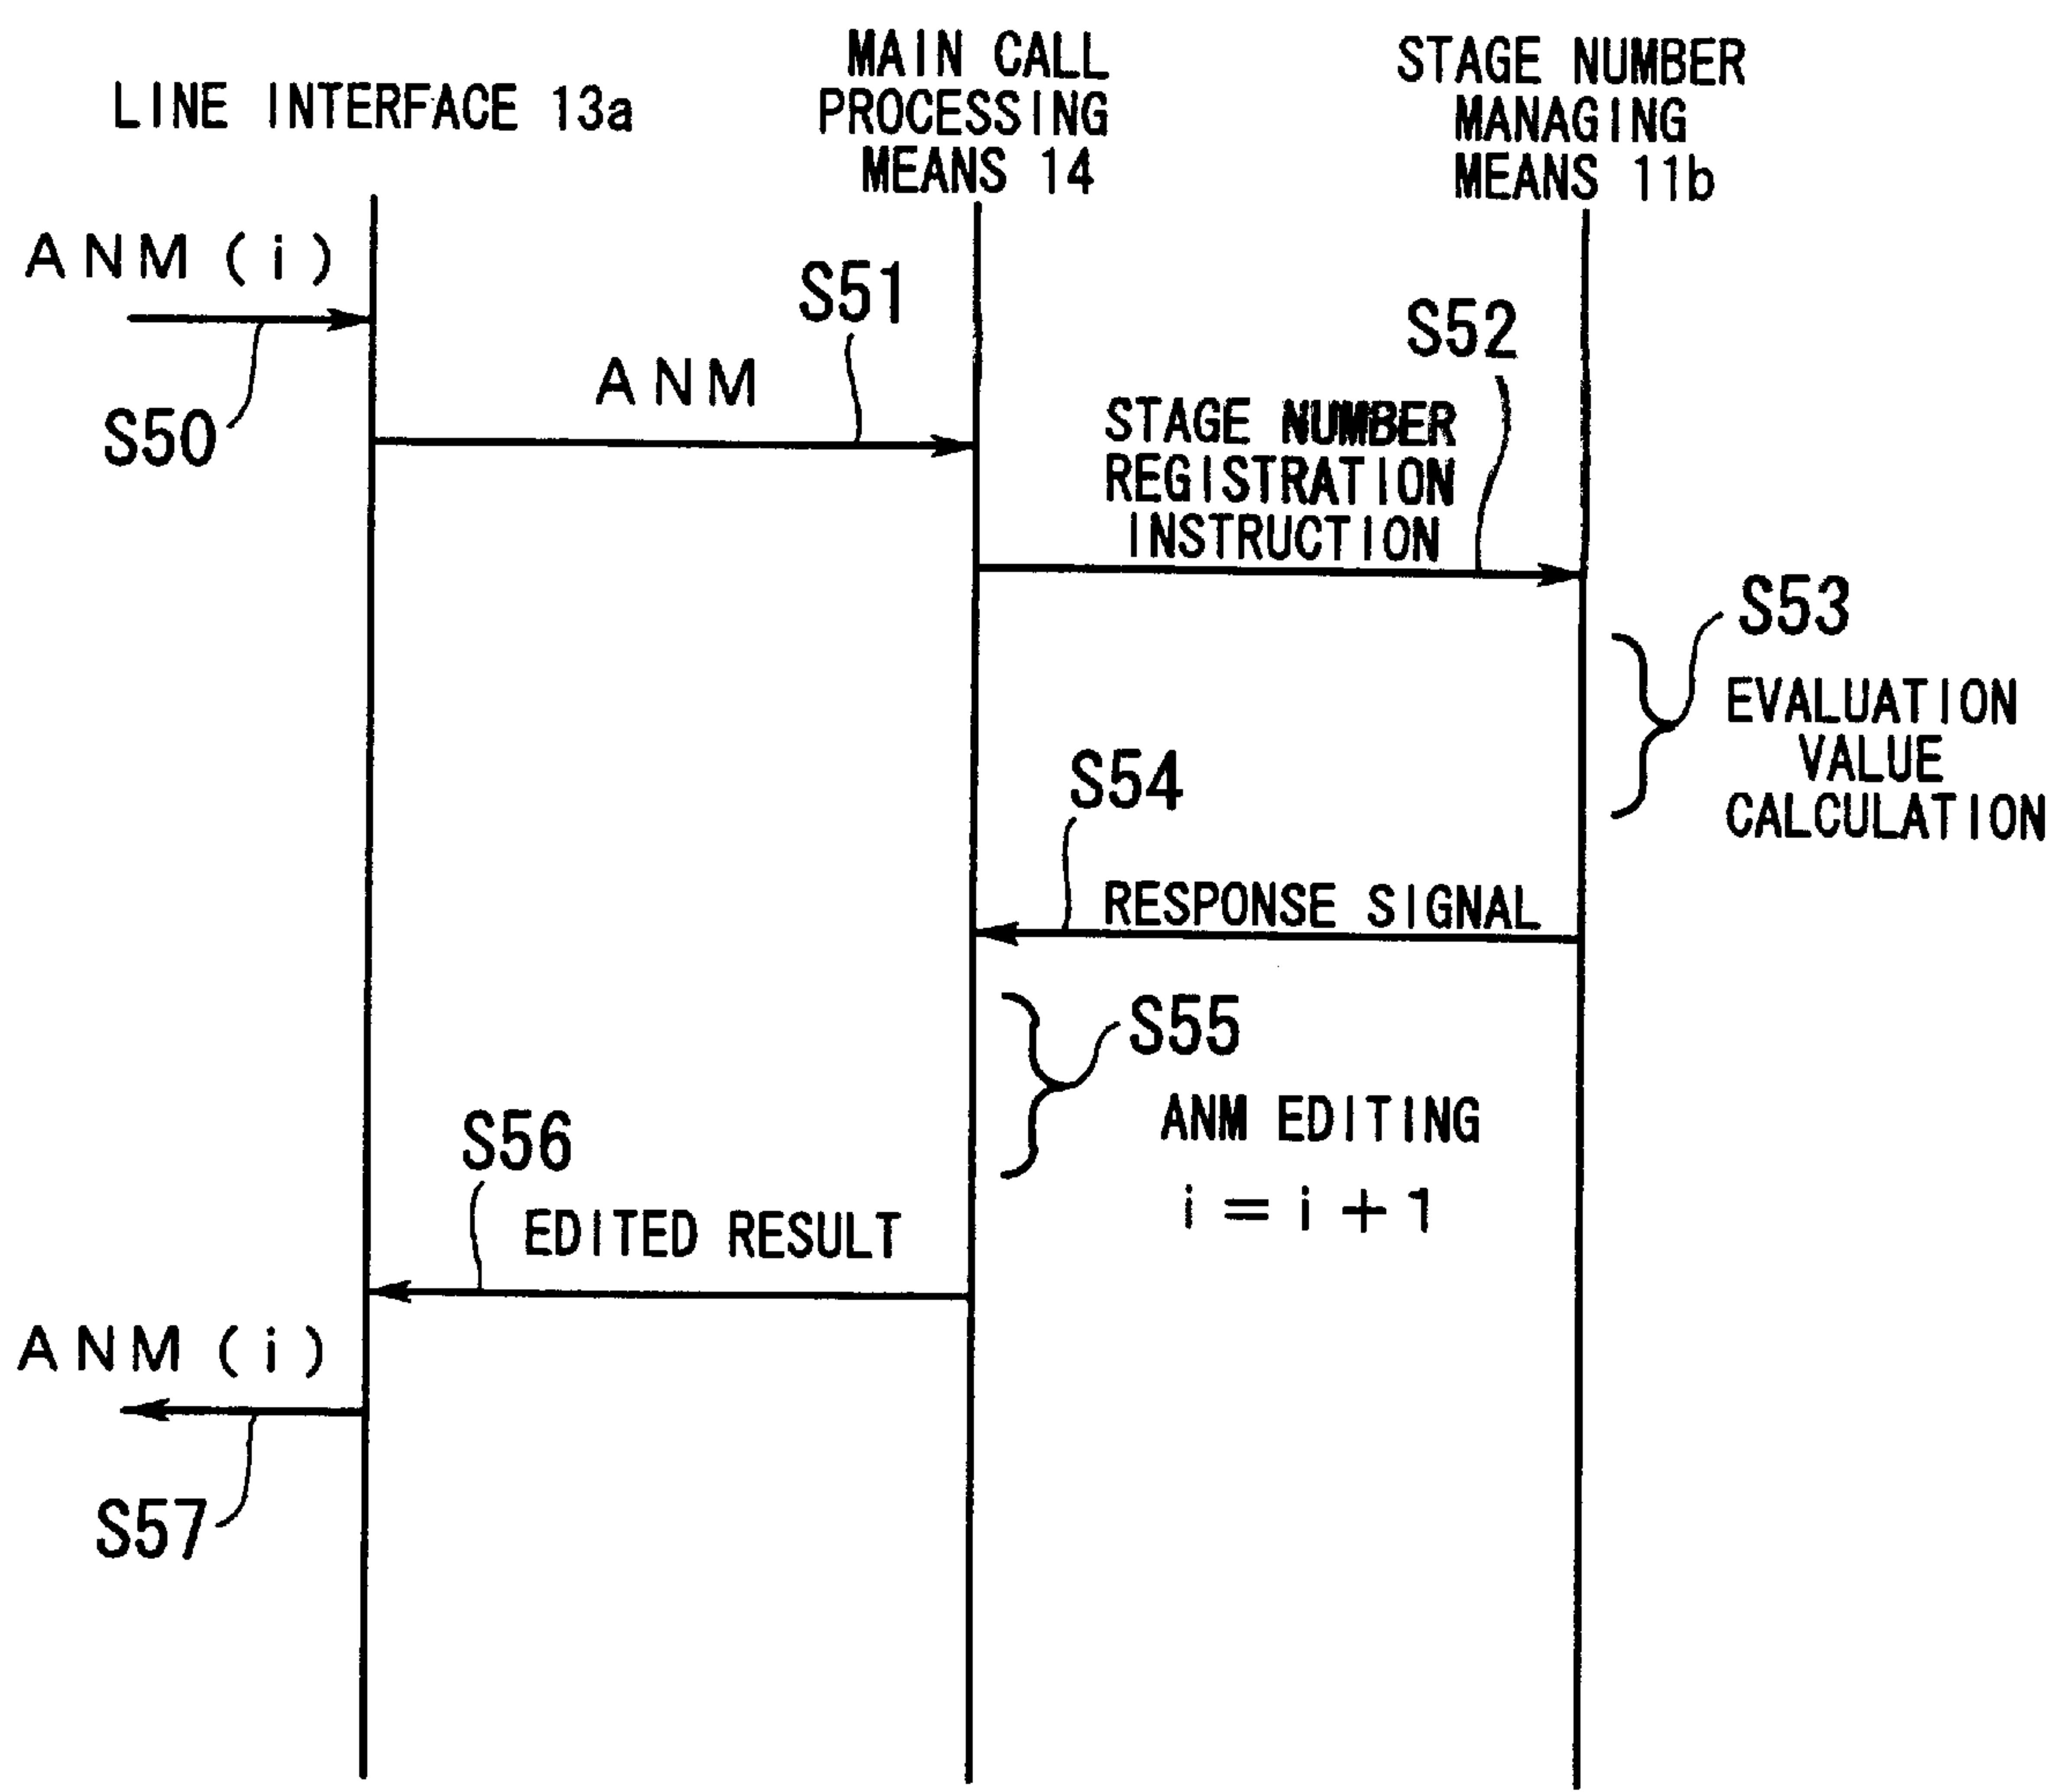 LINE INTERFACE 13a
MAIN CALL
PROCESSING
MEANS 14
STAGE NUMBER
MANAGING
MEANS 11b
ANM (i)
S50
S51
ANM
S52
STAGE NUMBER
REGISTRATION
INSTRUCTION
S53
EVALUATION
VALUE
CALCULATION
S54
RESPONSE SIGNAL
S55
ANM EDITING
i = i + 1
S56
EDITED RESULT
ANM (i)
S57